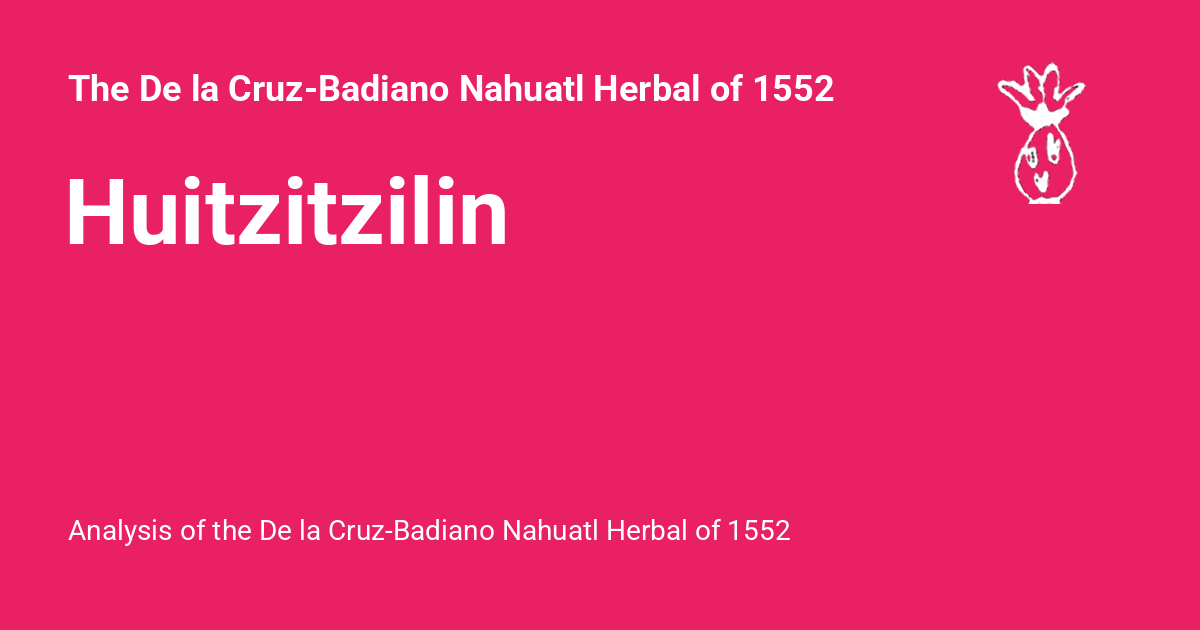 The De la Cruz-Badiano Nahuatl Herbal of 1552
Huitzitzilin
Analysis of the De la Cruz-Badiano Nahuatl Herbal of 1552